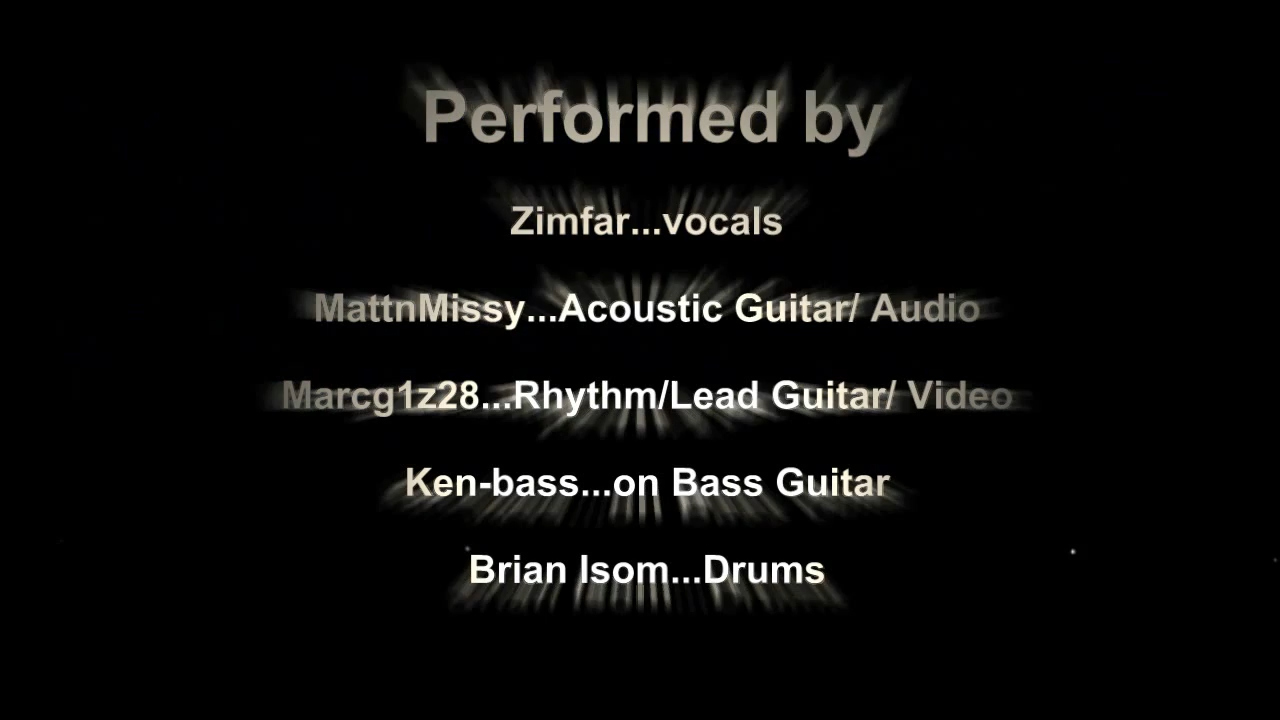 Performed by
Zimfar...vocals
MattnMissy...Acoustic Guitar/ Audio
Marcg1z28...Rhythm/Lead Guitar/ Video
Ken-bass...on Bass Guitar
Brian Isom...Drums